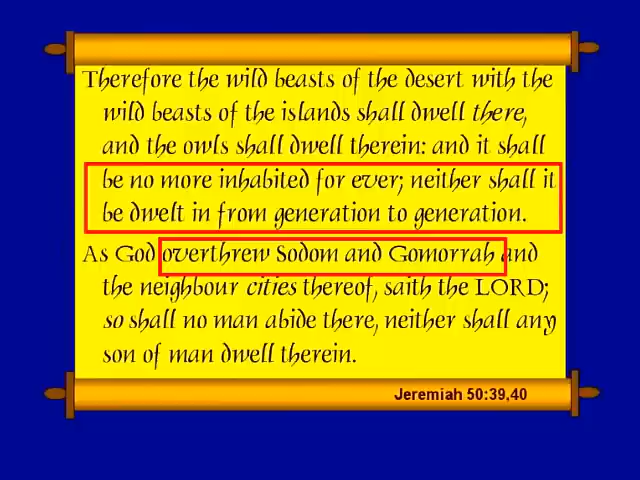 Therefore the wild beasts of the desert with the
wild beasts of the islands shall dwell there,
and the owls shall dwell therein: and it shall
be no more inhabited for ever; neither shall it
be dwelt in from generation to generation.
As God overthrew Sodom and Gomorrah and
the neighbour cities thereof, saith the LORD;
so shall no man abide there, neither shall any
son of man dwell therein.
Jeremiah 50:39,40